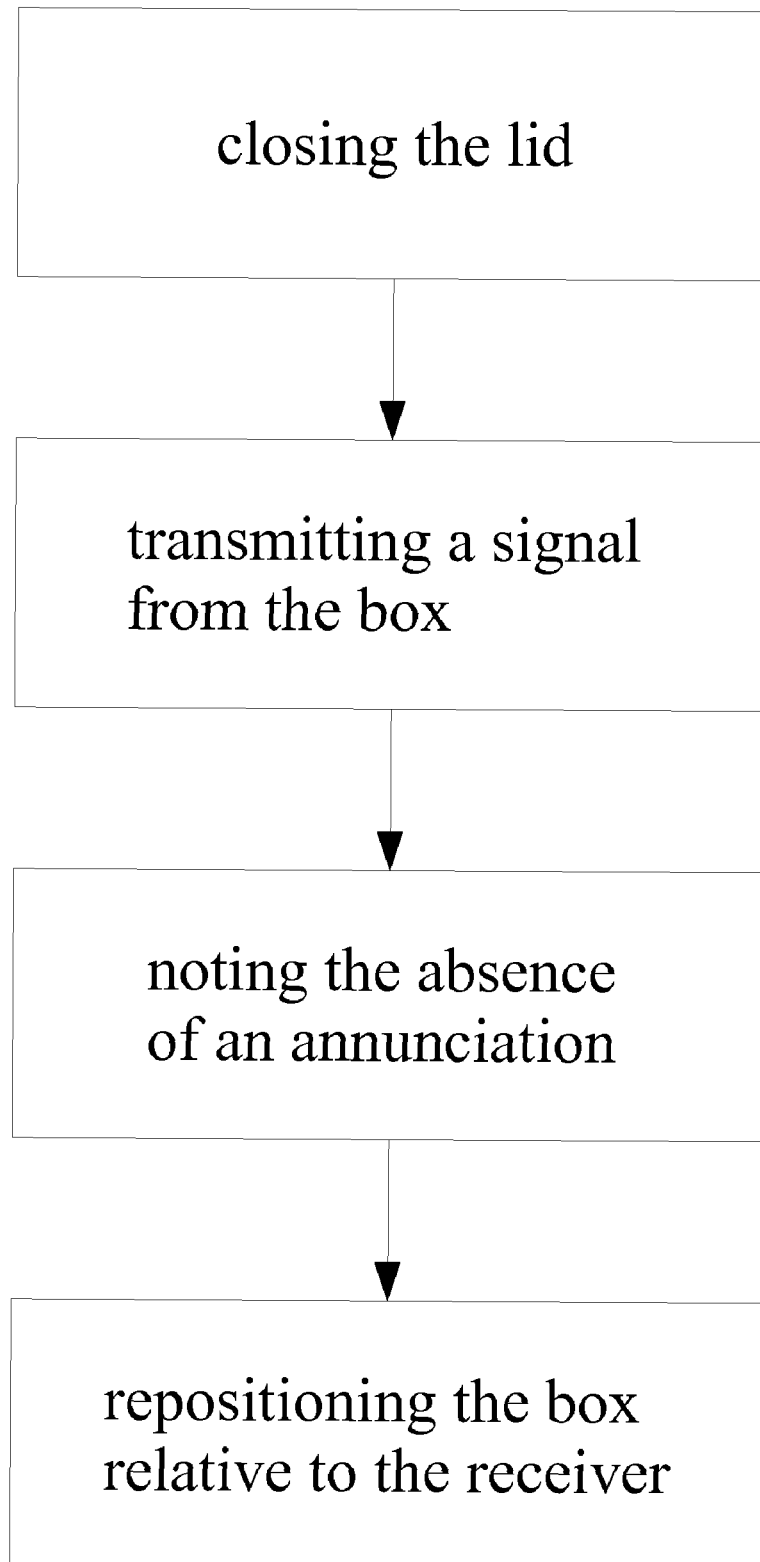 closing the lid
transmitting a signal
from the box
noting the absence
of an annunciation
repositioning the box
relative to the receiver